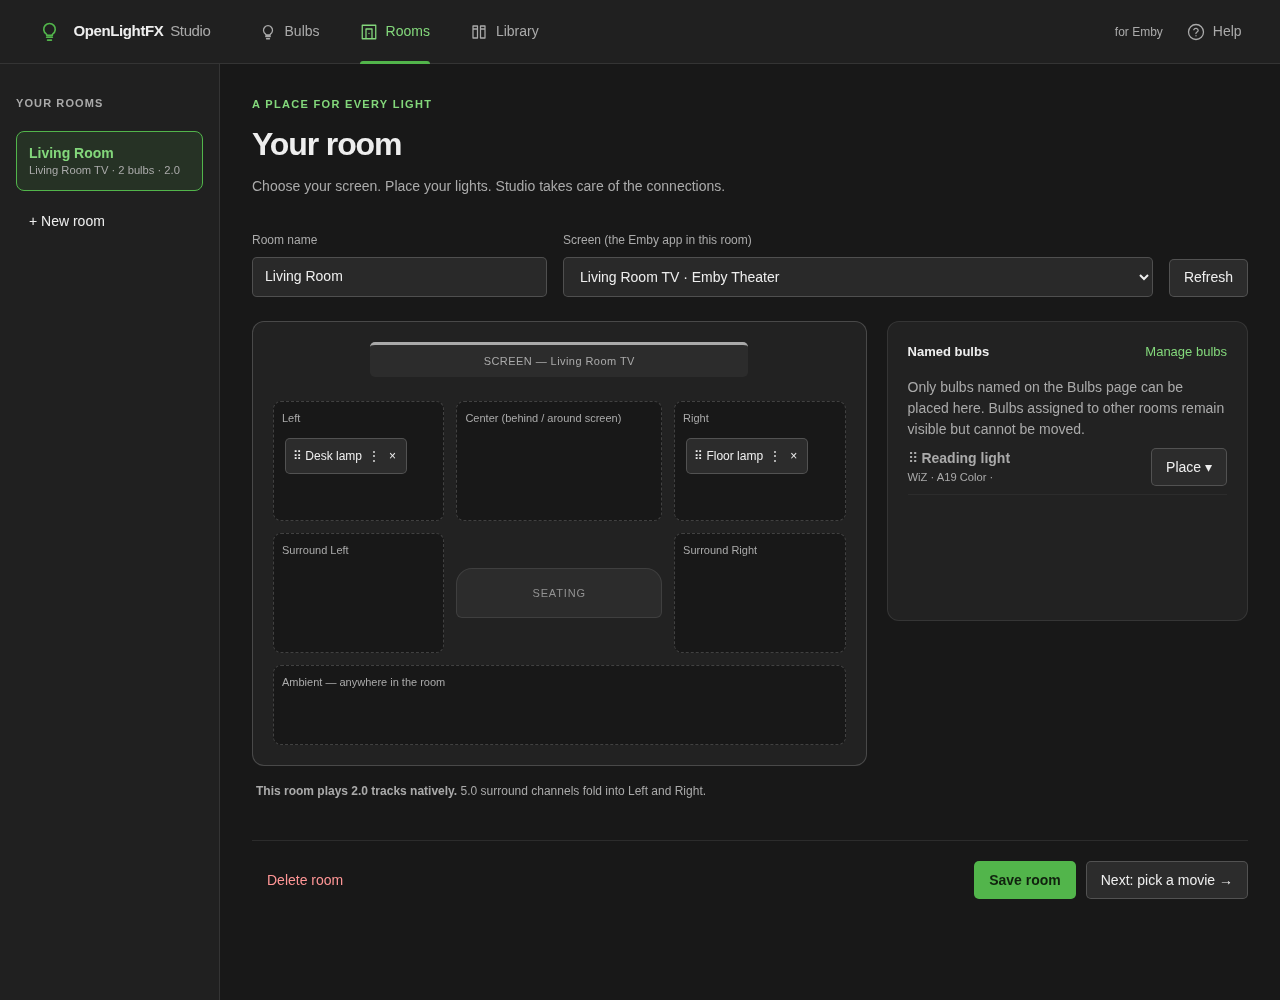 OpenLightFX Studio
Bulbs
Rooms
Library
for Emby
Help
YOUR ROOMS
Living Room
Living Room TV · 2 bulbs · 2.0
+ New room
A PLACE FOR EVERY LIGHT
Your room
Choose your screen. Place your lights. Studio takes care of the connections.
Room name
Screen (the Emby app in this room)
Living Room
Living Room TV · Emby Theater
Refresh
SCREEN — Living Room TV
Left
Center (behind / around screen)
Right
⠿ Desk lamp ⋮ ×
⠿ Floor lamp ⋮ ×
Surround Left
Surround Right
SEATING
Ambient — anywhere in the room
Named bulbs
Manage bulbs
Only bulbs named on the Bulbs page can be
placed here. Bulbs assigned to other rooms remain
visible but cannot be moved.
⠿ Reading light
WiZ · A19 Color ·
Place ▾
This room plays 2.0 tracks natively. 5.0 surround channels fold into Left and Right.
Delete room
Save room
Next: pick a movie →